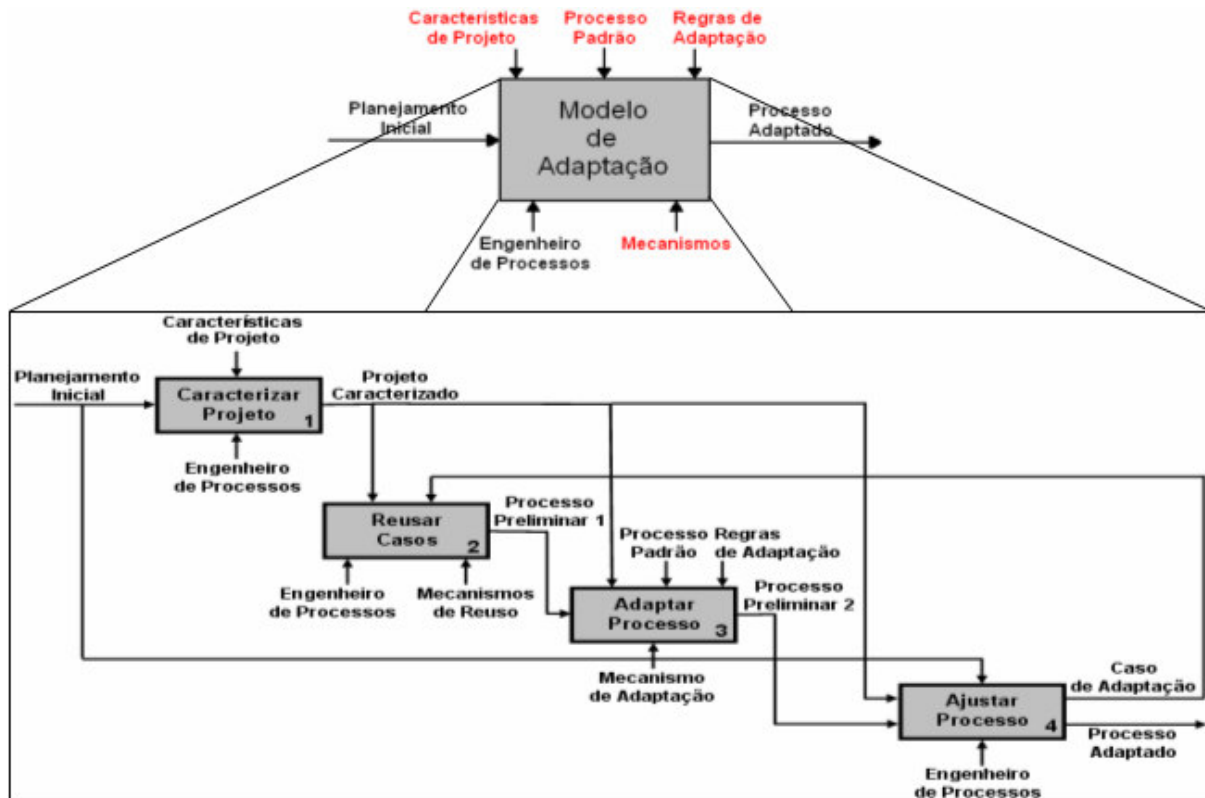 Características
de Projeto
Processo
Padrão
Regras de
Adaptação
Planejamento
Inicial
Modelo
de
Adaptação
Processo
Adaptado
Engenheiro
de Processos
Mecanismos
Características
de Projeto
Planejamento
Inicial
Caracterizar
Projeto
1
Projeto
Caracterizado
Engenheiro
de Processos
Reusar
Casos
2
Processo
Preliminar 1
Engenheiro
de Processos
Mecanismos
de Reuso
Processo
Padrão
Regras
de Adaptação
Adaptar
Processo
3
Processo
Preliminar 2
Mecanismo
de Adaptação
Ajustar
Processo
4
Caso
de Adaptação
Processo
Adaptado
Engenheiro
de Processos